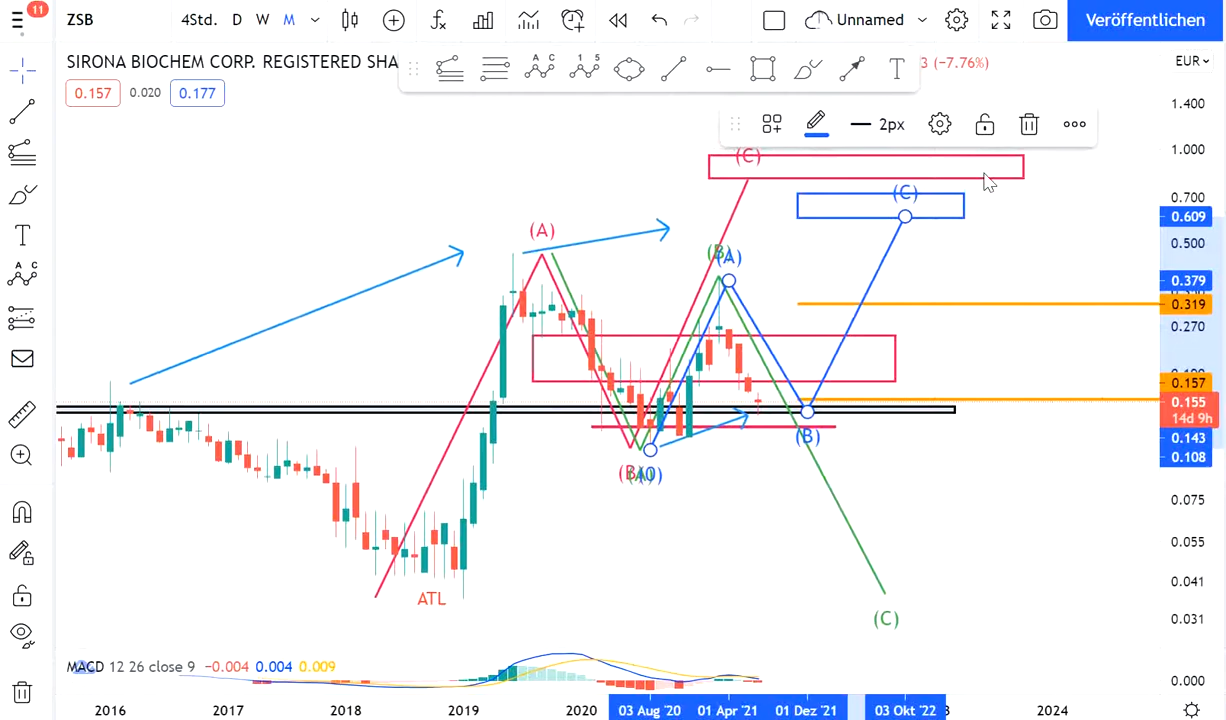 11
ZSB
4Std. D W M
Unnamed
Veröffentlichen
SIRONA BIOCHEM CORP. REGISTERED SHA
3 (−7.76%)
EUR
0.157 0.020 0.177
2px
1.400
1.000
0.700
0.609
0.500
0.379
0.319
0.270
0.157
0.155
14d 9h
0.143
0.108
0.075
0.055
0.041
0.031
0.000
(C)
(C)
(A)
(A)
(B)
(C)
ATL
MACD 12 26 close 9 −0.004 0.004 0.009
2016 2017 2018 2019 2020 03 Aug '20 01 Apr '21 01 Dez '21 03 Okt '22 2024